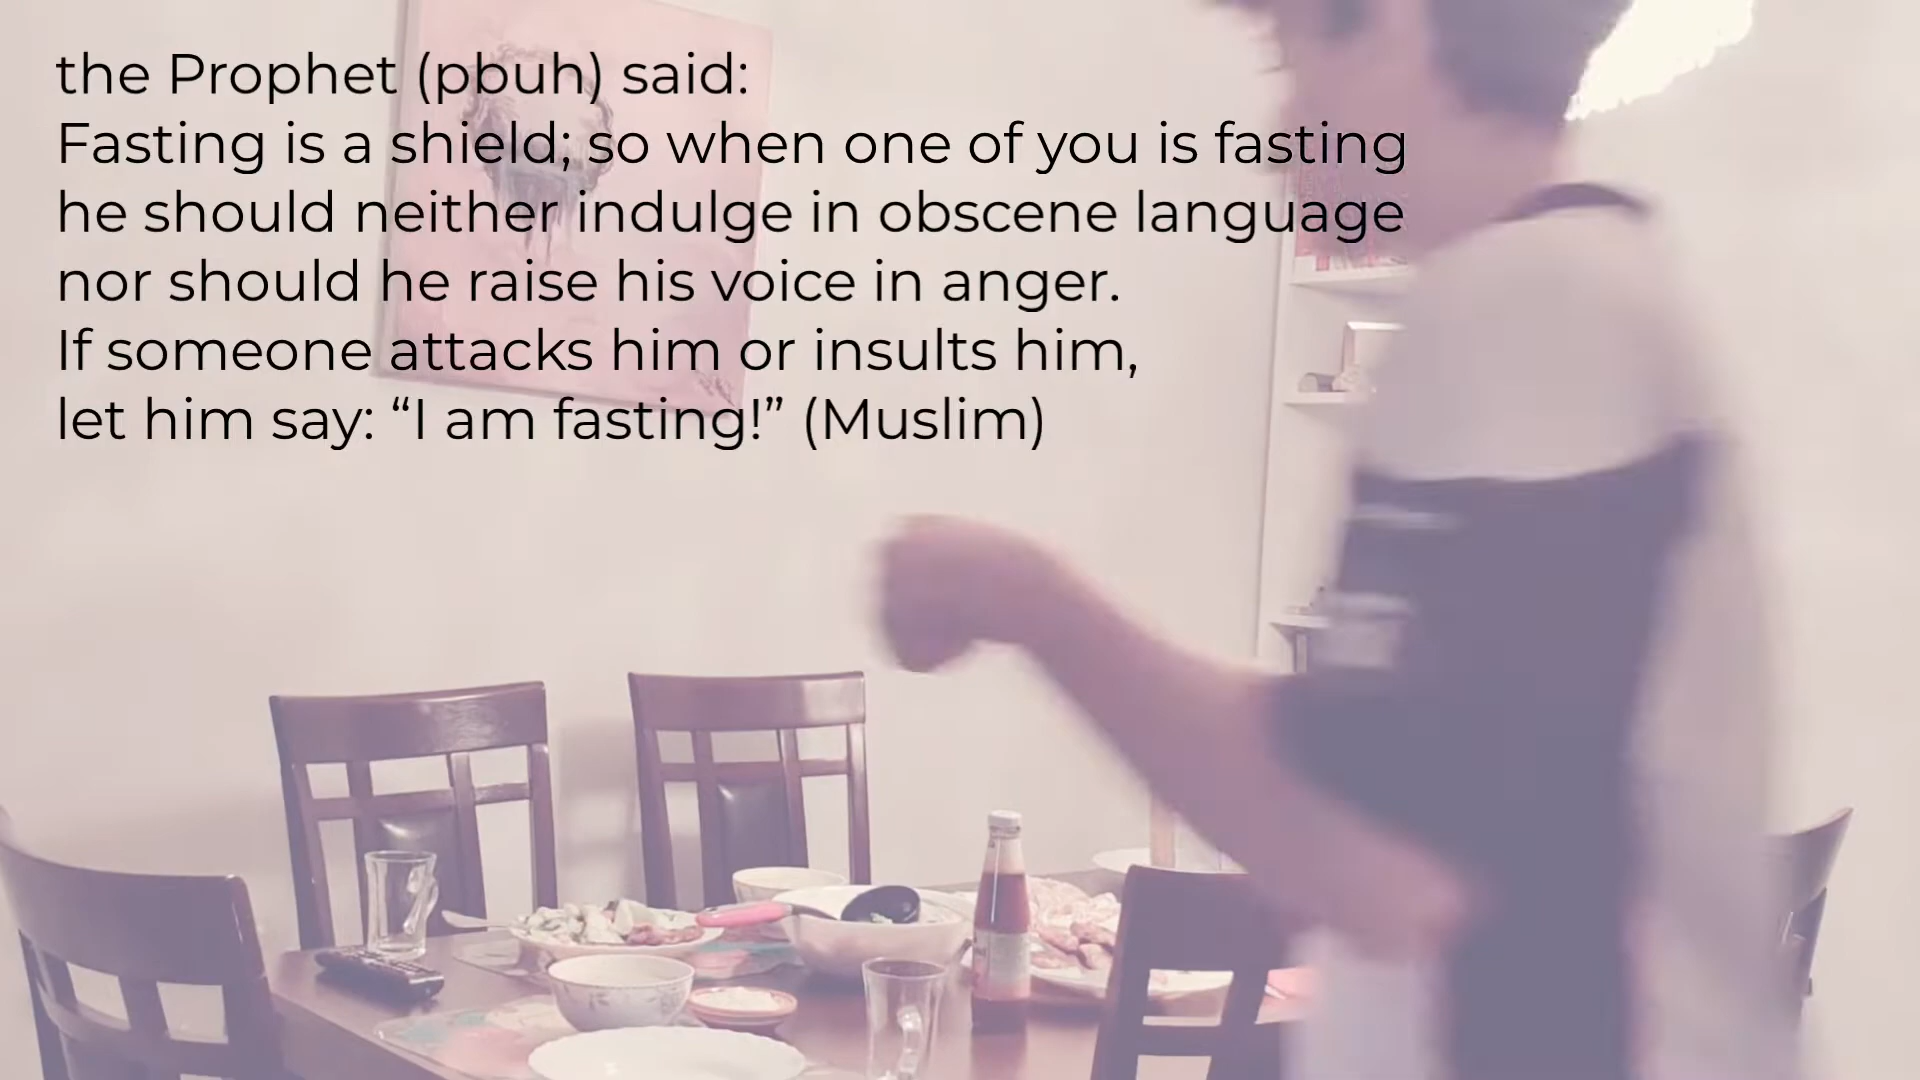 the Prophet (pbuh) said:
Fasting is a shield; so when one of you is fasting
he should neither indulge in obscene language
nor should he raise his voice in anger.
If someone attacks him or insults him,
let him say: “I am fasting!” (Muslim)